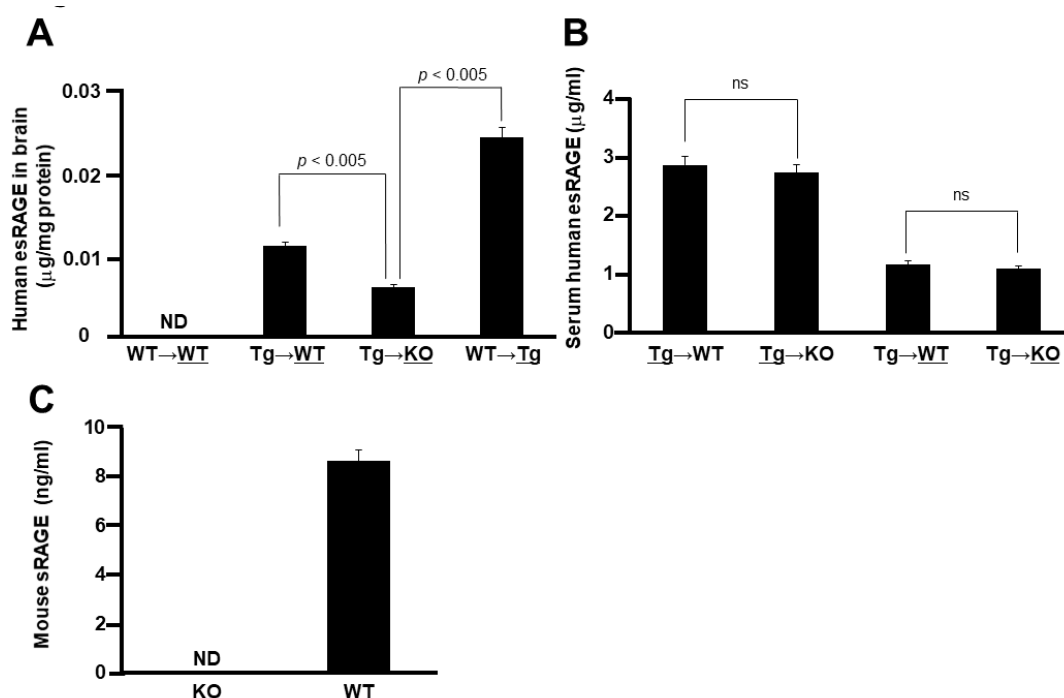 A
Human esRAGE in brain
(μg/mg protein)
0.03
0.02
0.01
0
p < 0.005
p < 0.005
ND
WT→WT
Tg→WT
Tg→KO
WT→Tg
B
Serum human esRAGE (μg/ml)
4
3
2
1
0
ns
ns
Tg→WT
Tg→KO
Tg→WT
Tg→KO
C
Mouse sRAGE (ng/ml)
10
8
6
4
2
0
ND
KO
WT